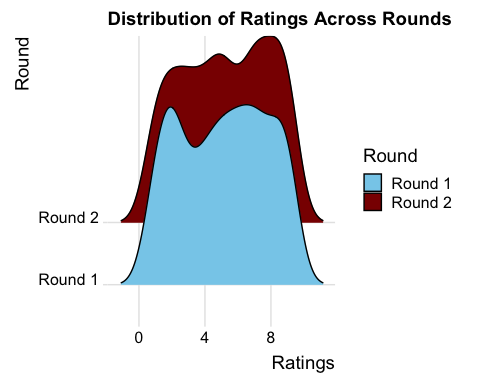 Distribution of Ratings Across Rounds
Round
Round 2
Round 1
0 4 8
Ratings
Round
Round 1
Round 2